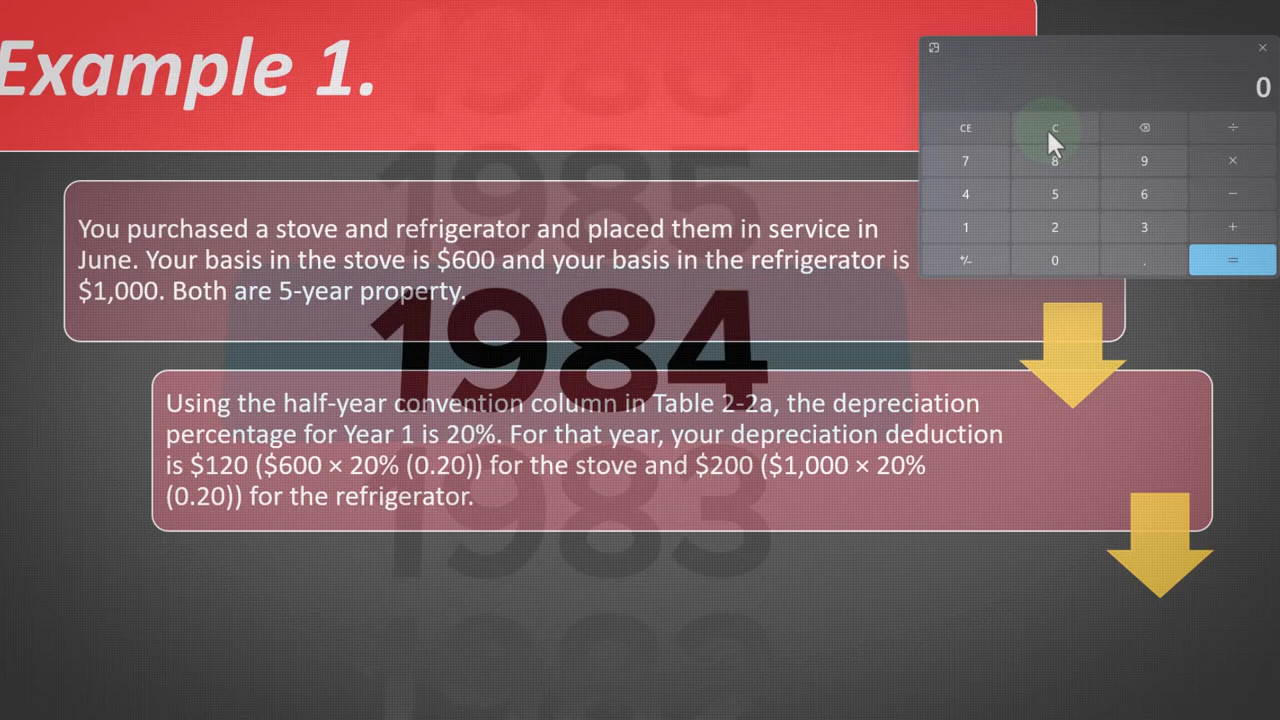 Example 1.
0
CE C ⌫ ÷
7 8 9 ×
4 5 6 −
1 2 3 +
+/− 0 . =
You purchased a stove and refrigerator and placed them in service in
June. Your basis in the stove is $600 and your basis in the refrigerator is
$1,000. Both are 5-year property.
Using the half-year convention column in Table 2-2a, the depreciation
percentage for Year 1 is 20%. For that year, your depreciation deduction
is $120 ($600 × 20% (0.20)) for the stove and $200 ($1,000 × 20%
(0.20)) for the refrigerator.
1986
1985
1984
1983
1982